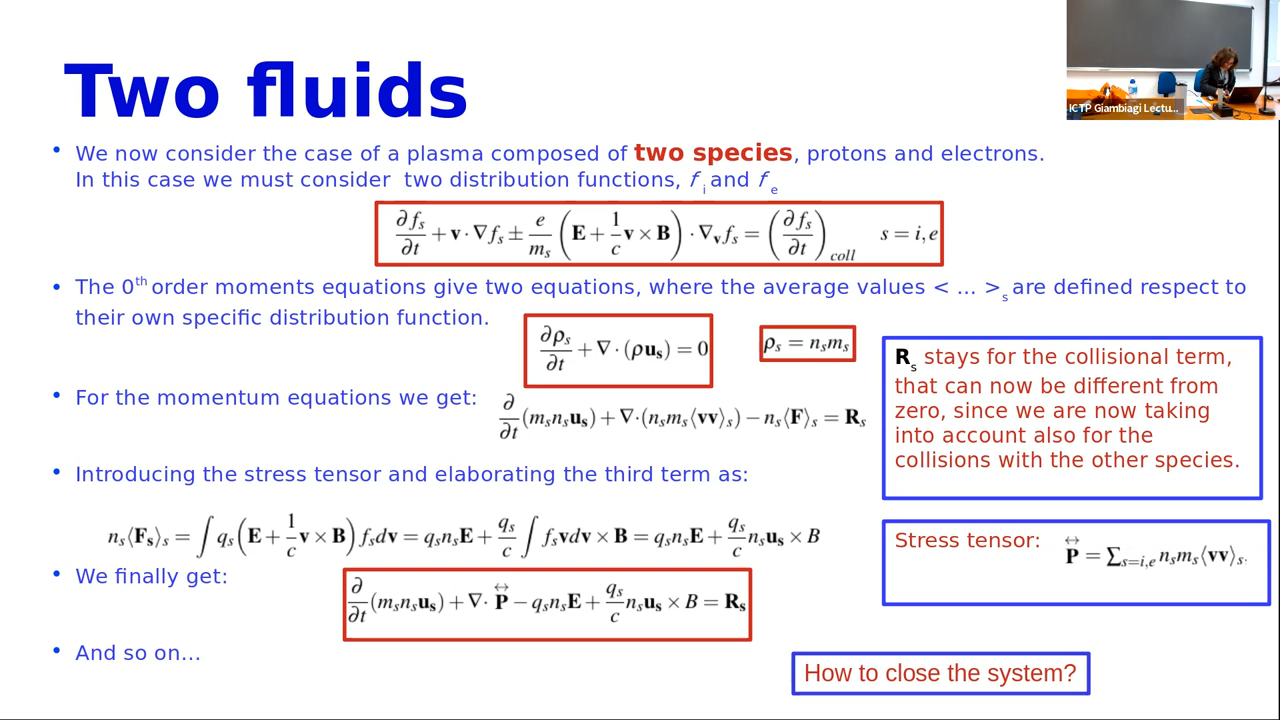 Two fluids
ICTP Giambiagi Lectu...
• We now consider the case of a plasma composed of two species, protons and electrons.
In this case we must consider two distribution functions, f_i and f_e
∂f_s/∂t + v · ∇f_s ± e/m_s (E + 1/c v × B) · ∇_v f_s = (∂f_s/∂t)_coll s = i,e
• The 0th order moments equations give two equations, where the average values < ... >_s are defined respect to
their own specific distribution function.
∂ρ_s/∂t + ∇ · (ρu_s) = 0
ρ_s = n_s m_s
R_s stays for the collisional term,
that can now be different from
zero, since we are now taking
into account also for the
collisions with the other species.
• For the momentum equations we get:
∂/∂t (m_s n_s u_s) + ∇·(n_s m_s ⟨vv⟩_s) − n_s ⟨F⟩_s = R_s
• Introducing the stress tensor and elaborating the third term as:
n_s ⟨F_s⟩_s = ∫ q_s (E + 1/c v × B) f_s dv = q_s n_s E + q_s/c ∫ f_s v dv × B = q_s n_s E + q_s/c n_s u_s × B
Stress tensor: P↔ = ∑_{s=i,e} n_s m_s ⟨vv⟩_s.
• We finally get:
∂/∂t (m_s n_s u_s) + ∇· P↔ − q_s n_s E + q_s/c n_s u_s × B = R_s
• And so on...
How to close the system?